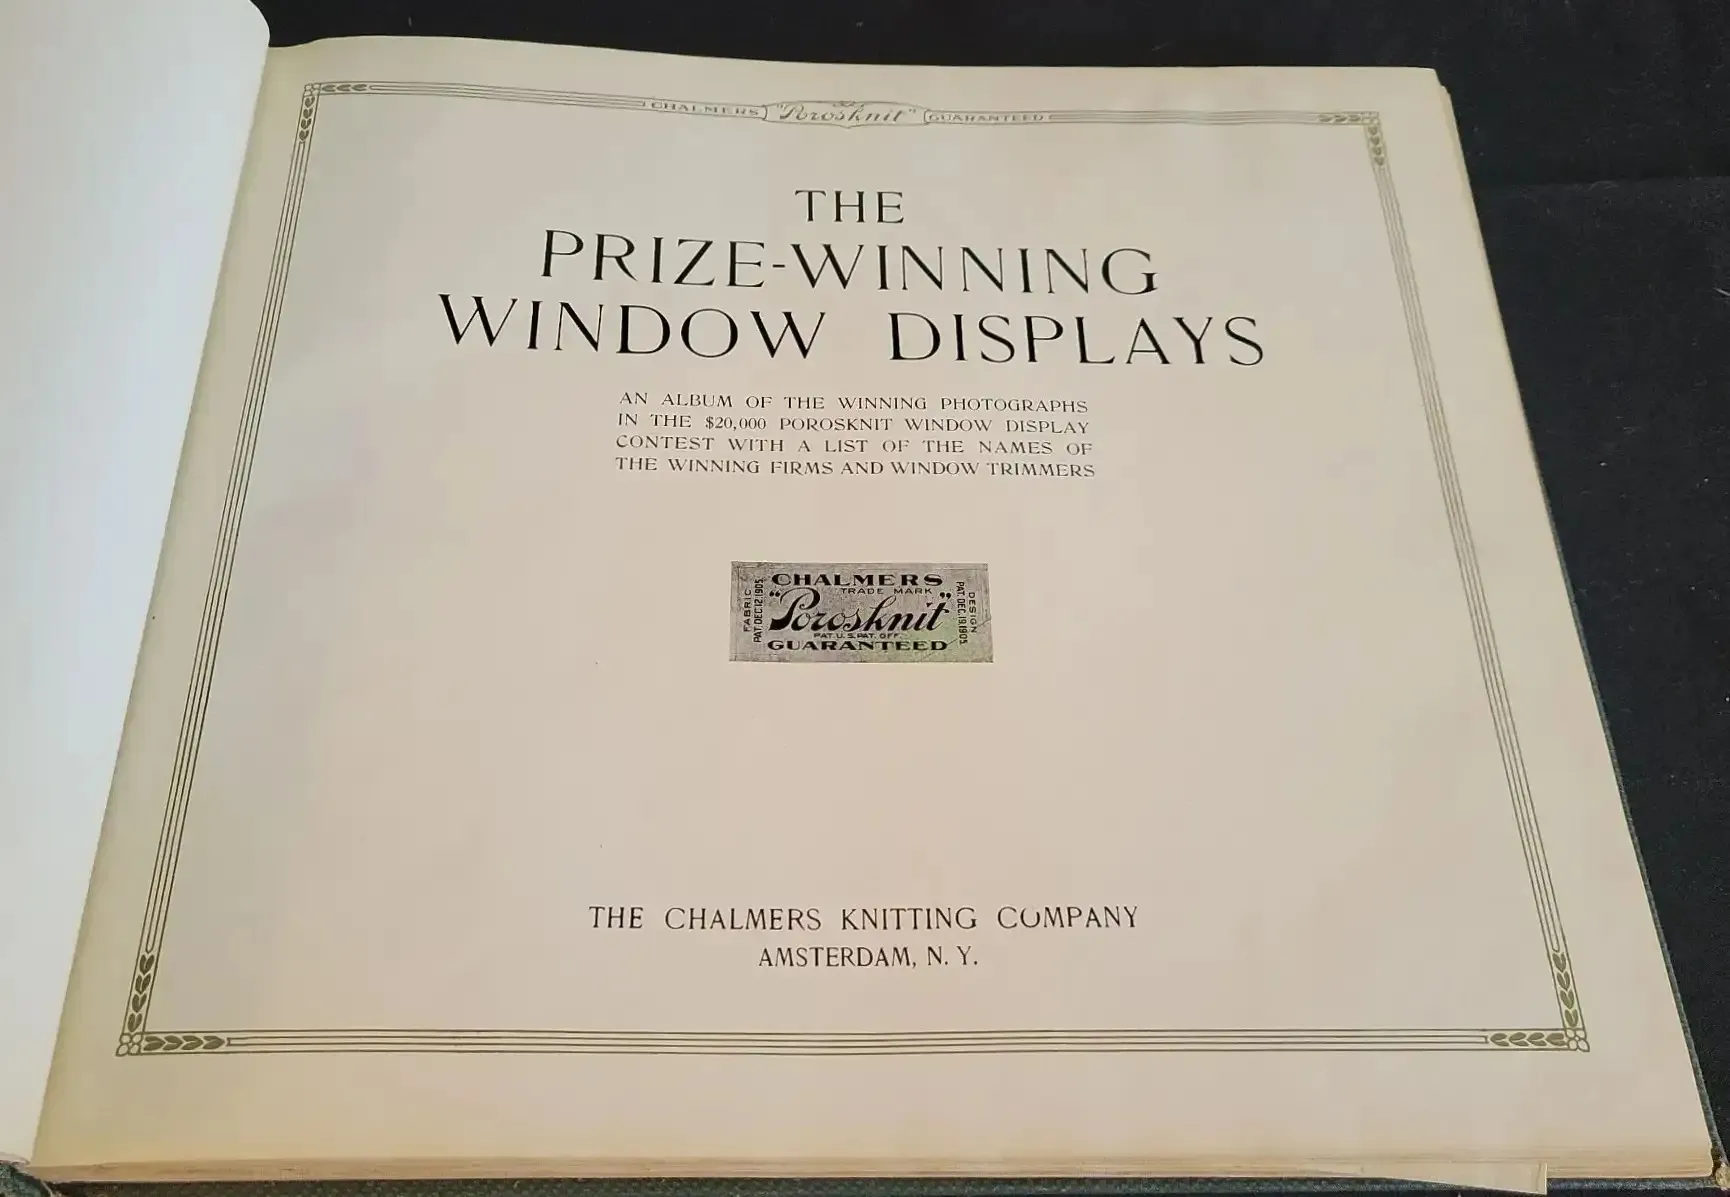 CHALMERS "Porosknit" GUARANTEED
THE
PRIZE-WINNING
WINDOW DISPLAYS
AN ALBUM OF THE WINNING PHOTOGRAPHS
IN THE $20,000 POROSKNIT WINDOW DISPLAY
CONTEST WITH A LIST OF THE NAMES OF
THE WINNING FIRMS AND WINDOW TRIMMERS
FABRIC
PAT. DEC. 12, 1905.
CHALMERS
TRADE MARK
"Porosknit"
PAT. U. S. PAT. OFF.
GUARANTEED
DESIGN
PAT. DEC. 19, 1905.
THE CHALMERS KNITTING COMPANY
AMSTERDAM, N. Y.